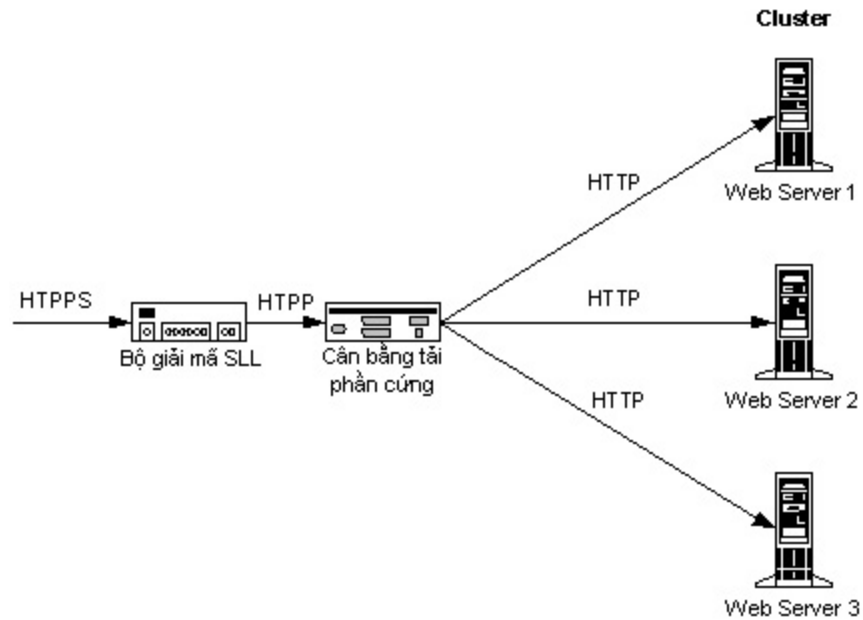 Cluster
HTTP
Web Server 1
HTPPS
HTPP
HTTP
Bộ giải mã SLL
Cân bằng tải
phần cứng
Web Server 2
HTTP
Web Server 3